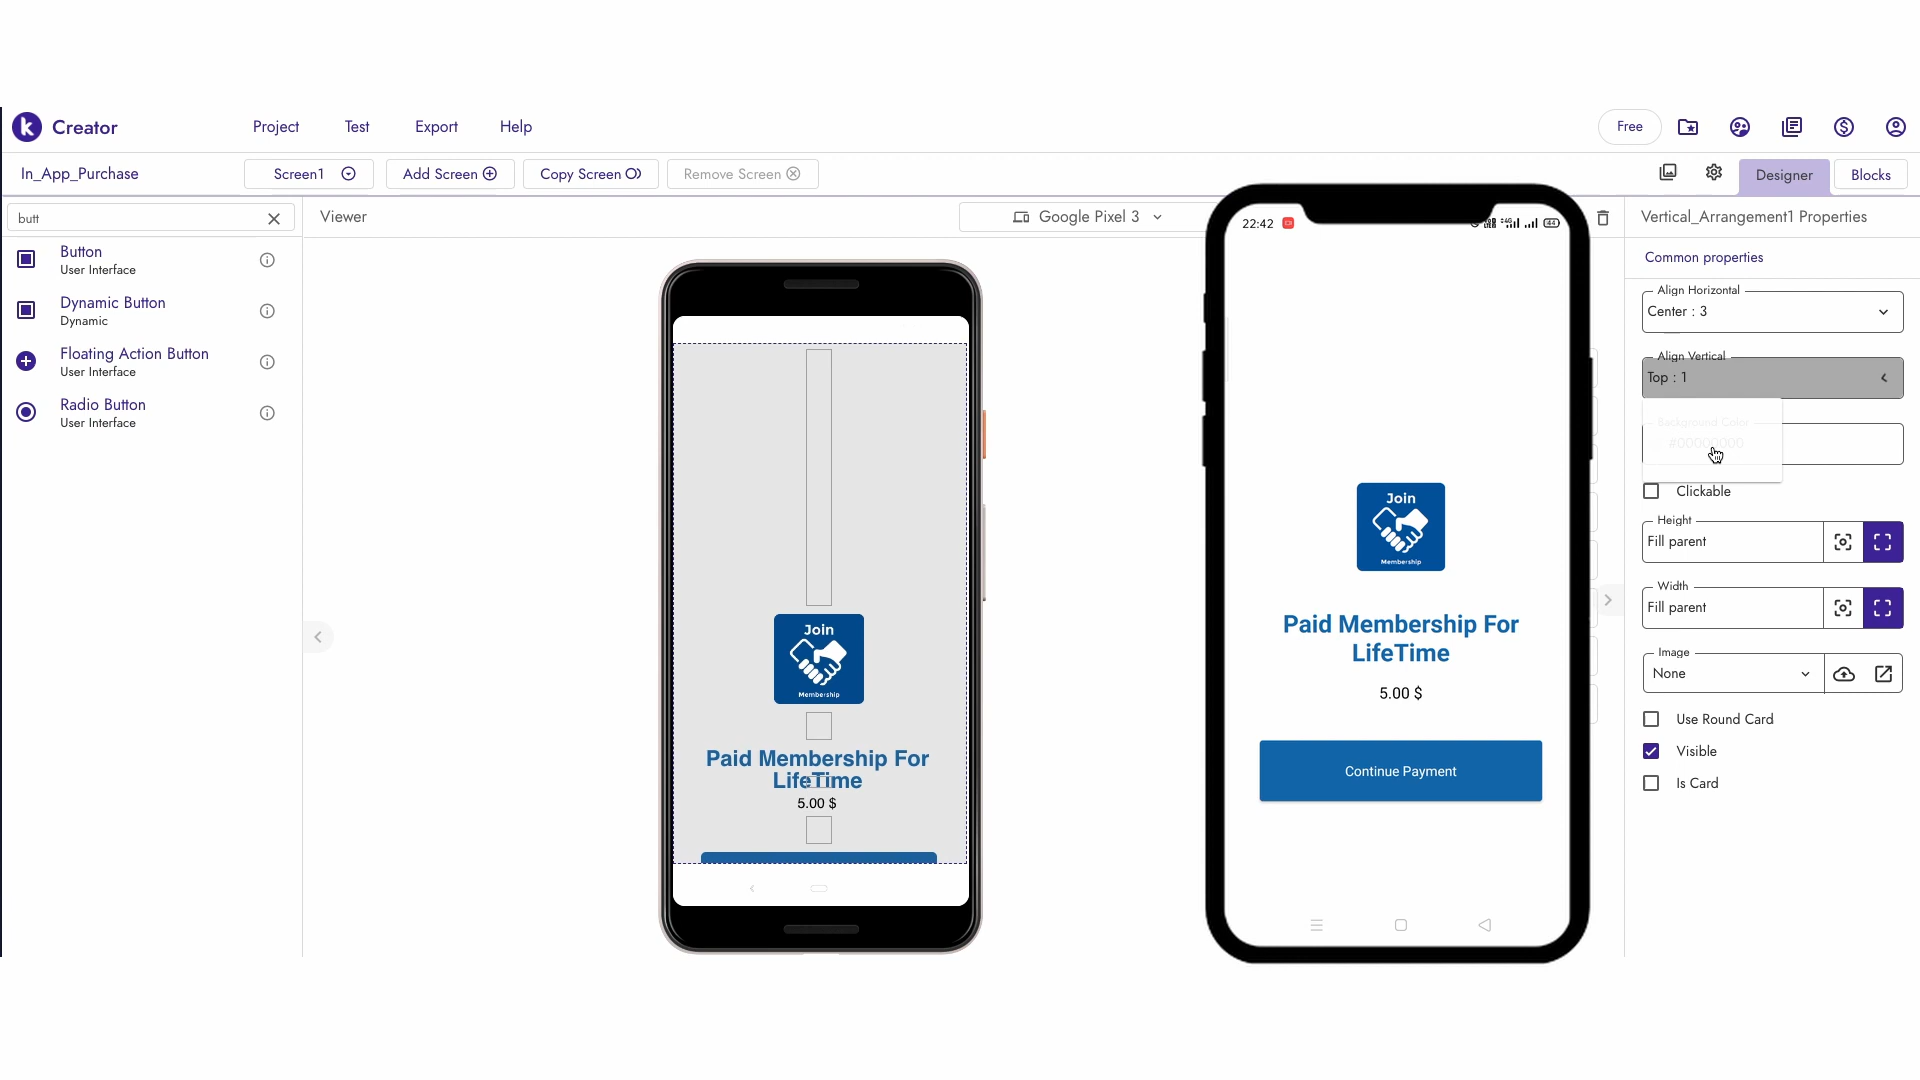 Creator
Project
Test
Export
Help
Free
In_App_Purchase
Screen1
Add Screen
Copy Screen
Remove Screen
Designer
Blocks
butt
Viewer
Google Pixel 3
Vertical_Arrangement1 Properties
Button
User Interface
Dynamic Button
Dynamic
Floating Action Button
User Interface
Radio Button
User Interface
Join
Membership
Paid Membership For
LifeTime
5.00 $
22:42
44
Join
Membership
Paid Membership For
LifeTime
5.00 $
Continue Payment
Common properties
Align Horizontal
Center : 3
Align Vertical
Top : 1
Background Color
#00000000
Clickable
Height
Fill parent
Width
Fill parent
Image
None
Use Round Card
Visible
Is Card